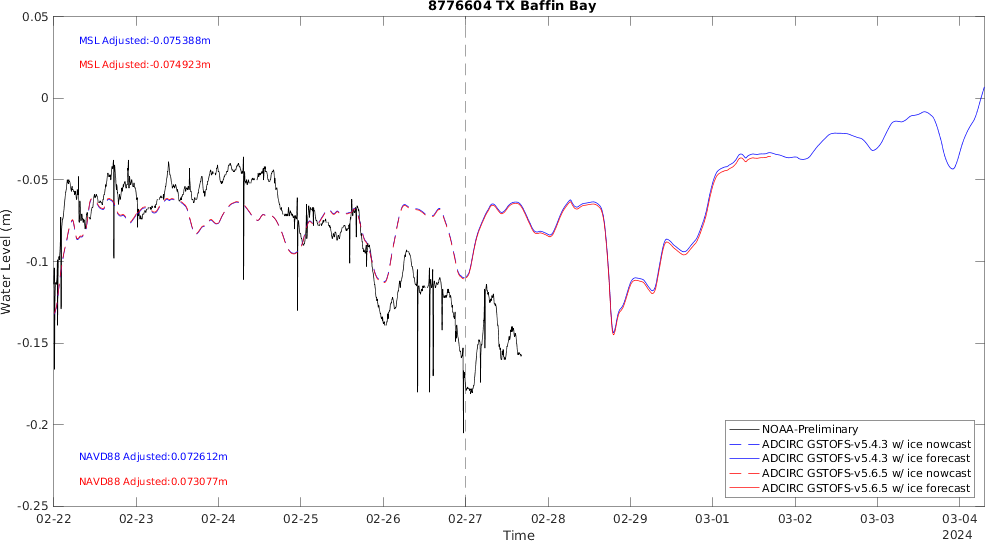 8776604 TX Baffin Bay
0.05
0
-0.05
-0.1
-0.15
-0.2
-0.25
Water Level (m)
MSL Adjusted:-0.075388m
MSL Adjusted:-0.074923m
NAVD88 Adjusted:0.072612m
NAVD88 Adjusted:0.073077m
NOAA-Preliminary
ADCIRC GSTOFS-v5.4.3 w/ ice nowcast
ADCIRC GSTOFS-v5.4.3 w/ ice forecast
ADCIRC GSTOFS-v5.6.5 w/ ice nowcast
ADCIRC GSTOFS-v5.6.5 w/ ice forecast
02-22 02-23 02-24 02-25 02-26 02-27 02-28 02-29 03-01 03-02 03-03 03-04
Time
2024